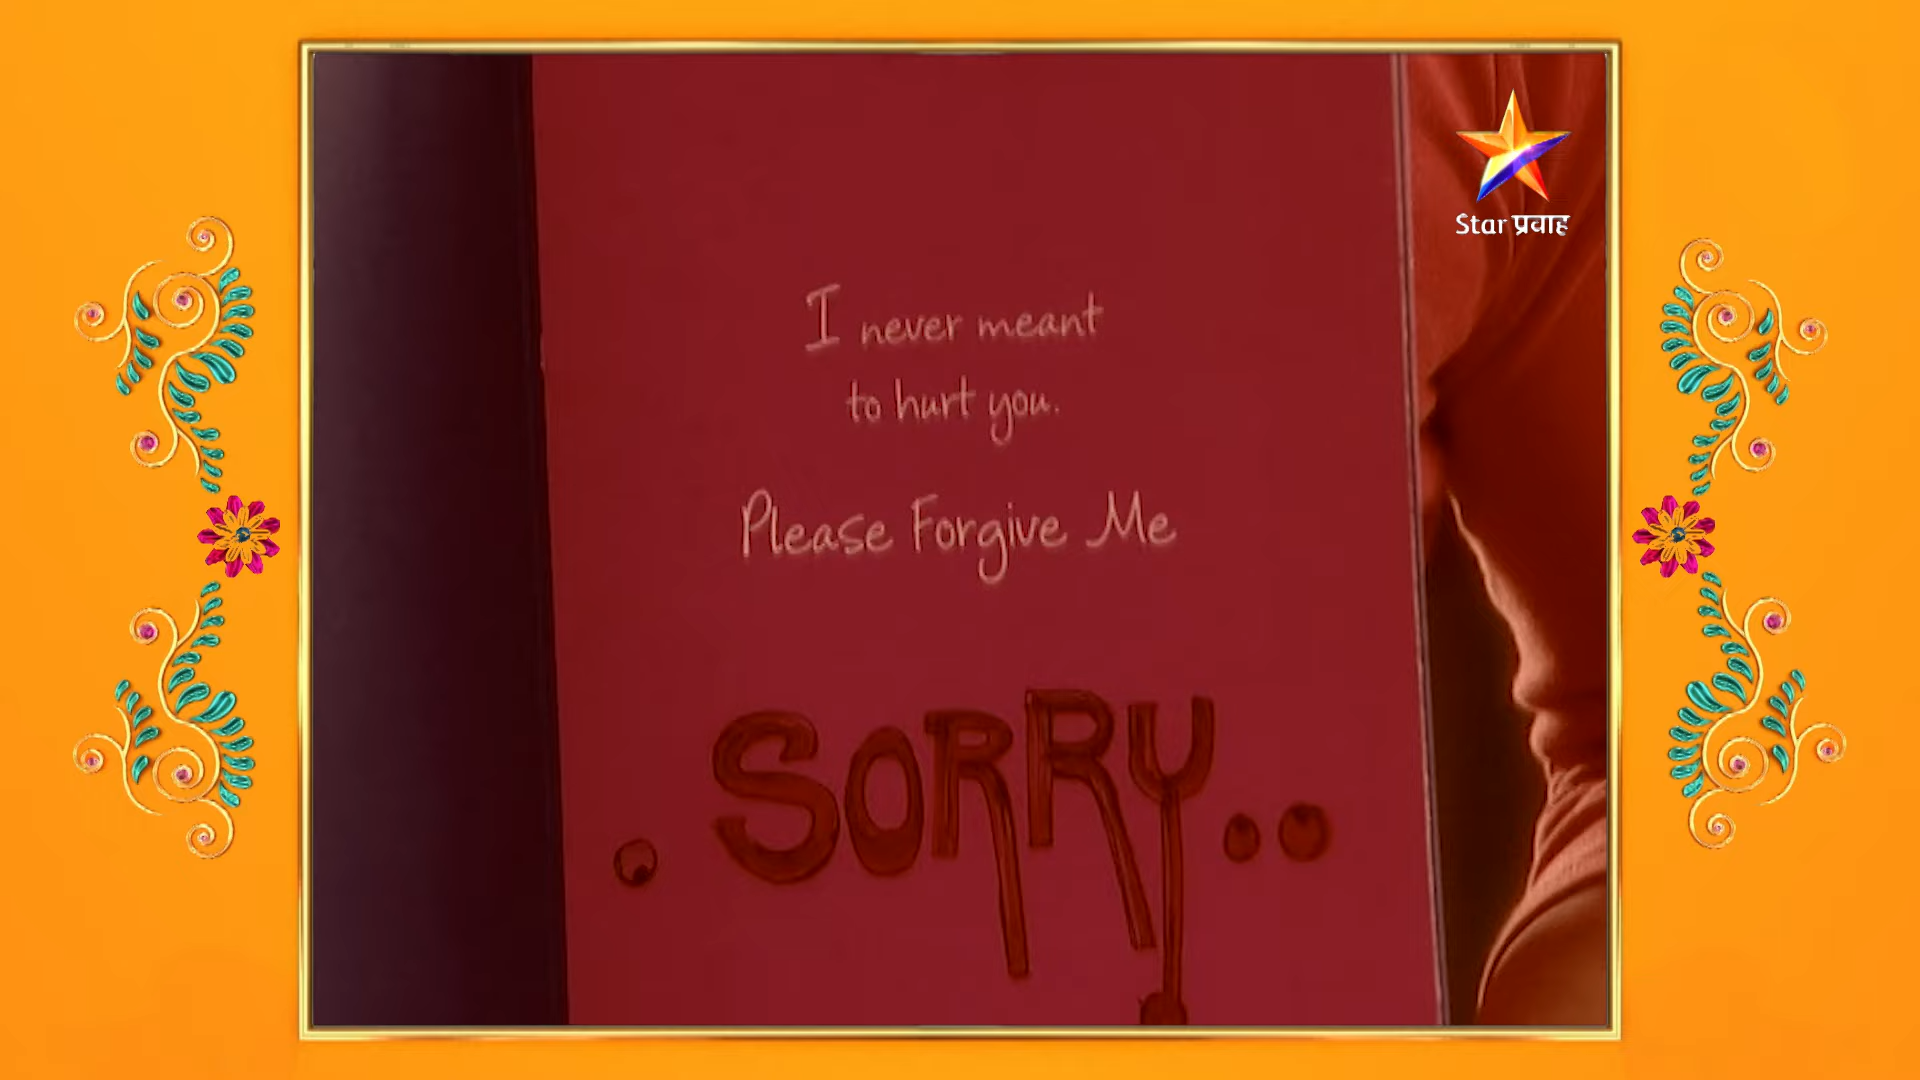 Star प्रवाह
I never meant
to hurt you.
Please Forgive Me
. SORRY..